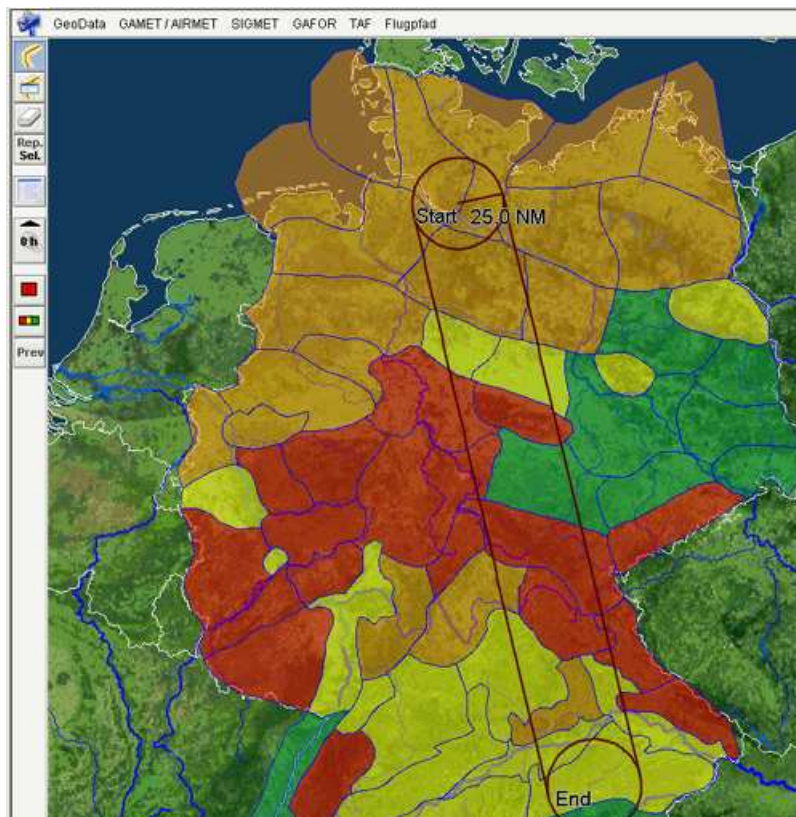 GeoData GAMET / AIRMET SIGMET GAFOR TAF Flugpfad
Rep.
Sel.
0 h
Prev
Start 25.0 NM
End